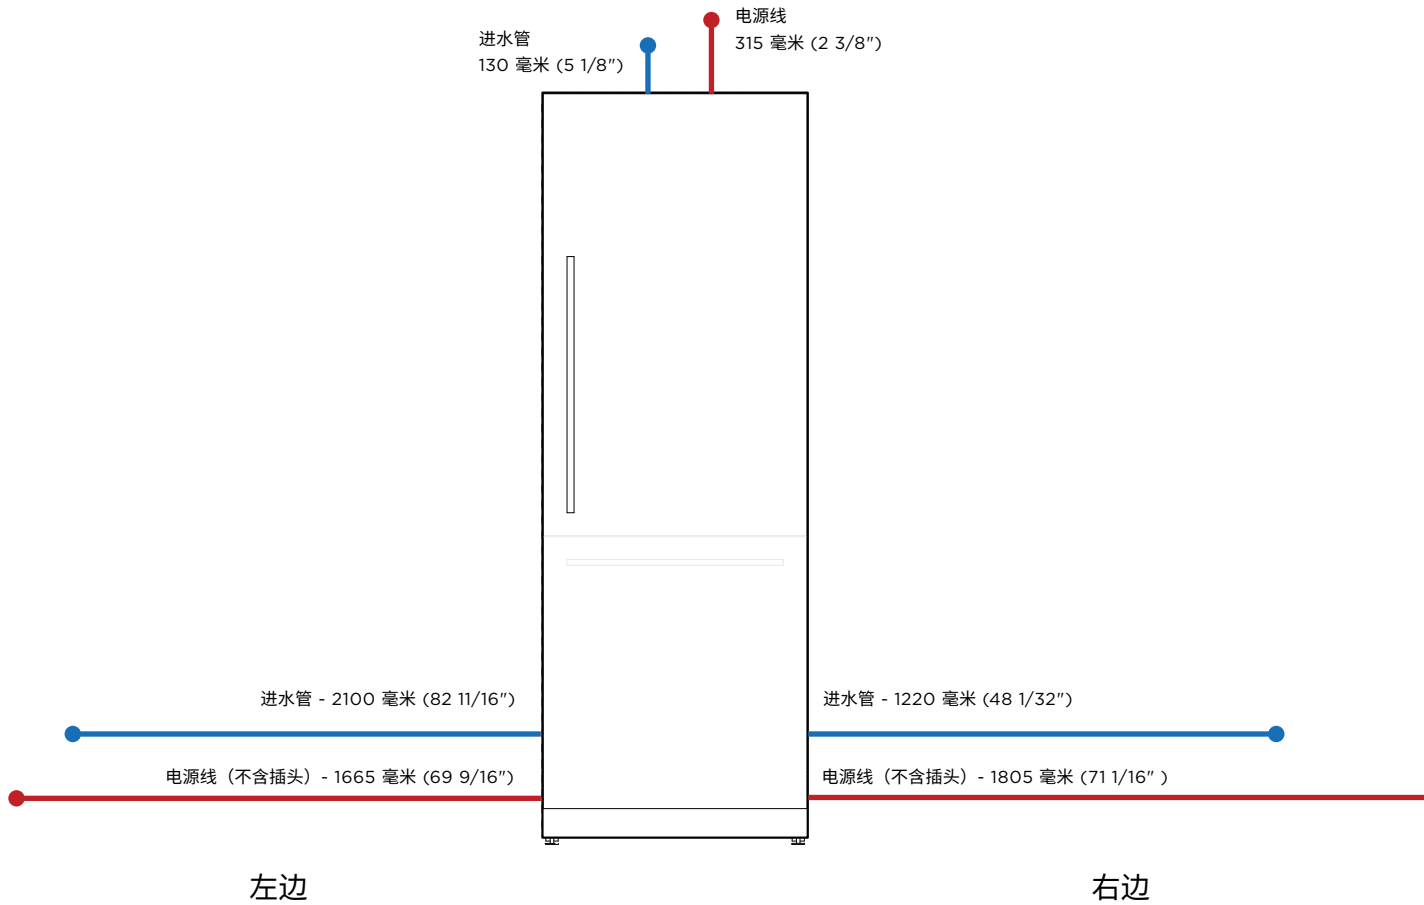 进水管
130 毫米 (5 1/8")
电源线
315 毫米 (2 3/8")
进水管 - 2100 毫米 (82 11/16")
进水管 - 1220 毫米 (48 1/32")
电源线（不含插头）- 1665 毫米 (69 9/16")
电源线（不含插头）- 1805 毫米 (71 1/16" )
左边
右边